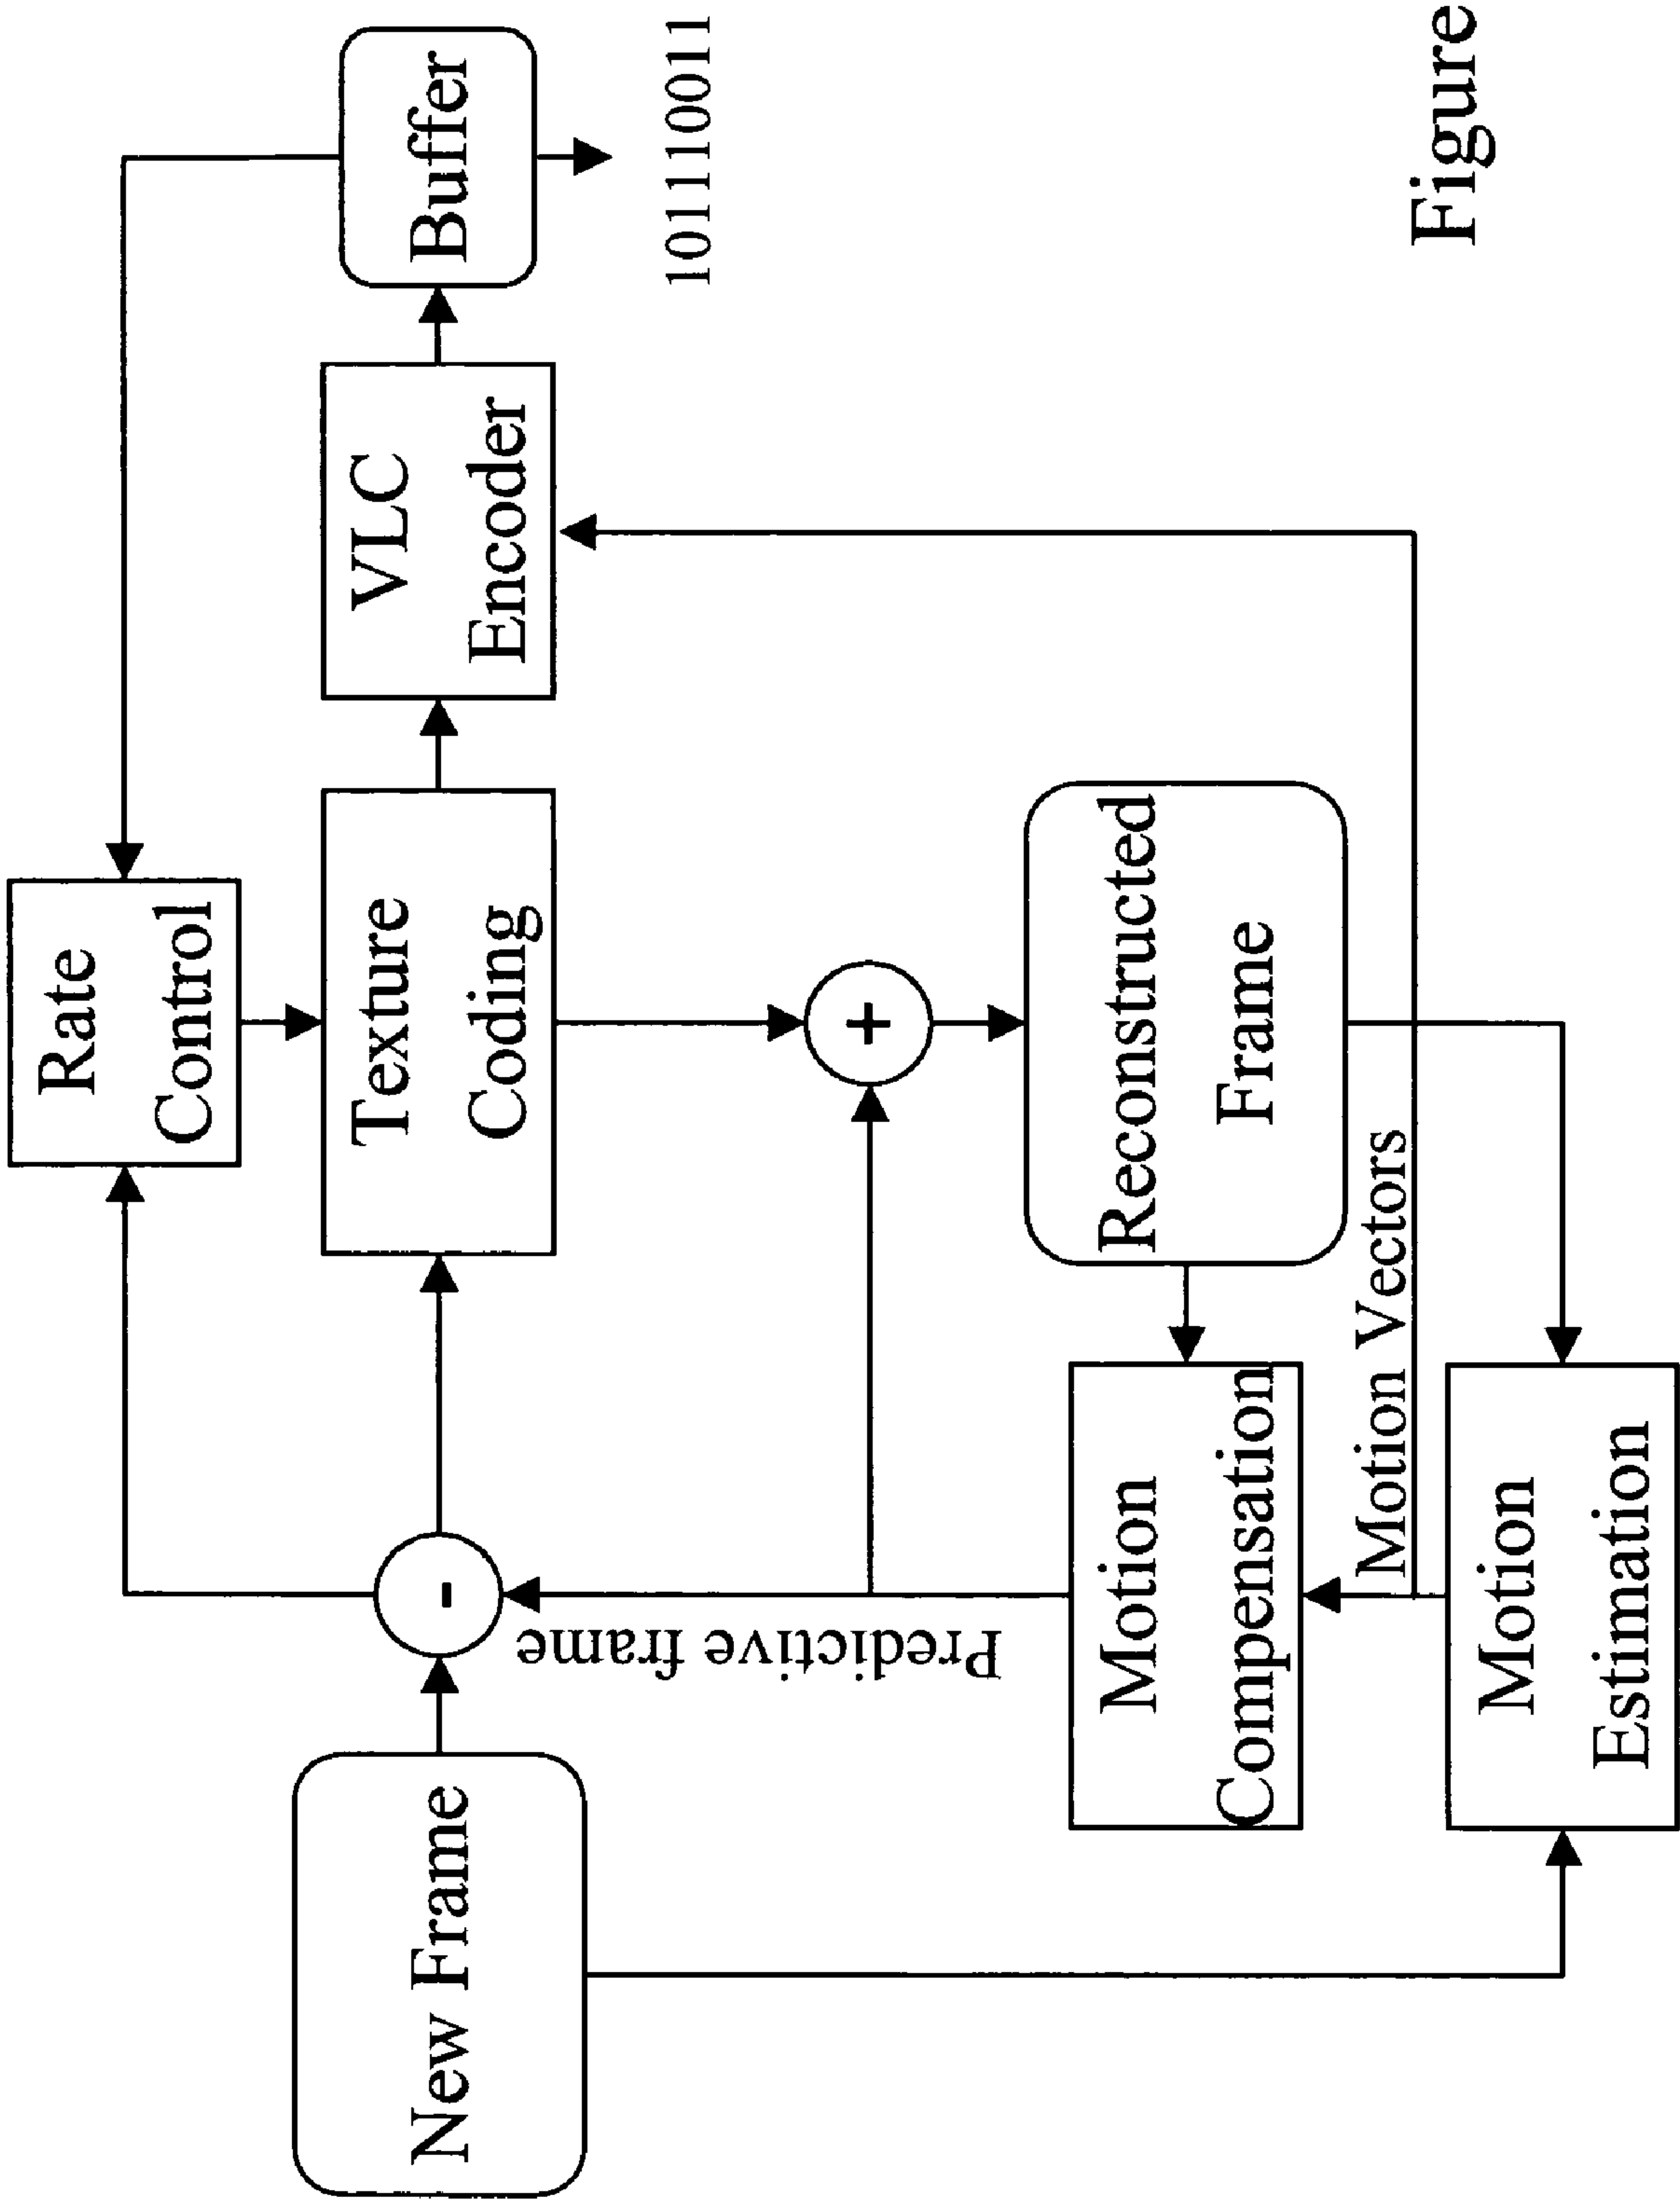 Rate
Control
New Frame
Texture
Coding
VLC
Encoder
Buffer
Predictive frame
1011110011
Motion
Compensation
Reconstructed
Frame
Motion Vectors
Motion
Estimation
Figure